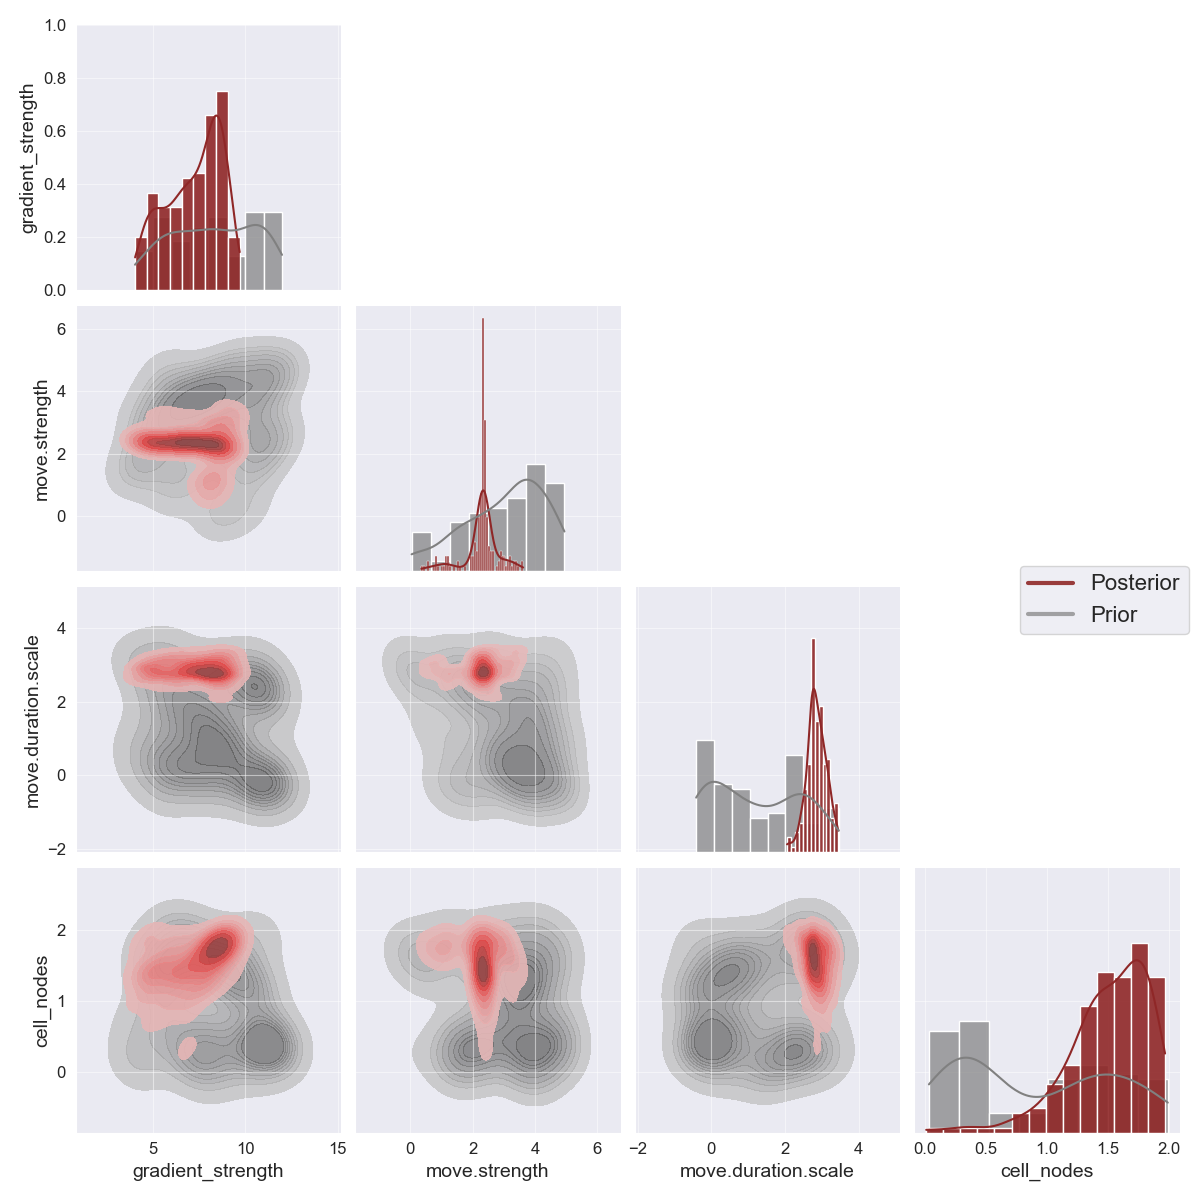 1.0
0.8
0.6
0.4
0.2
0.0
gradient_strength
6
4
2
0
move.strength
4
2
0
−2
move.duration.scale
Posterior
Prior
2
1
0
cell_nodes
5 10 15
0 2 4 6
−2 0 2 4
0.0 0.5 1.0 1.5 2.0
gradient_strength
move.strength
move.duration.scale
cell_nodes